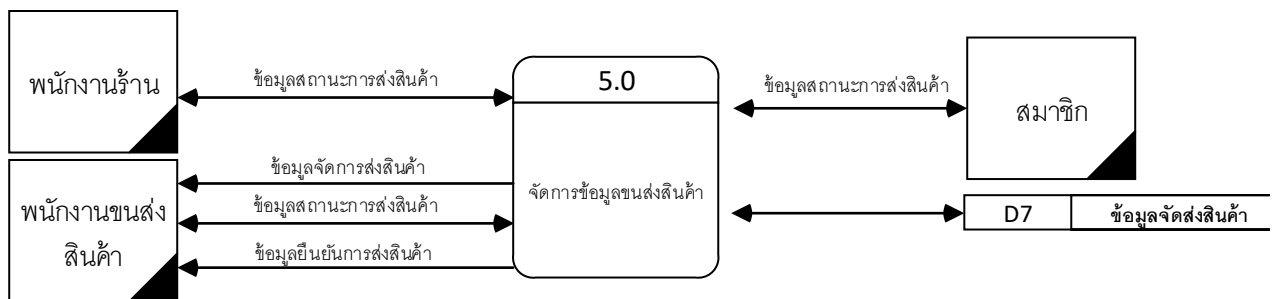 พนักงานร้าน
ข้อมูลสถานะการส่งสินค้า
5.0
ข้อมูลสถานะการส่งสินค้า
สมาชิก
พนักงานขนส่ง
สินค้า
ข้อมูลจัดการส่งสินค้า
ข้อมูลสถานะการส่งสินค้า
ข้อมูลยืนยันการส่งสินค้า
จัดการข้อมูลขนส่งสินค้า
D7 ข้อมูลจัดส่งสินค้า